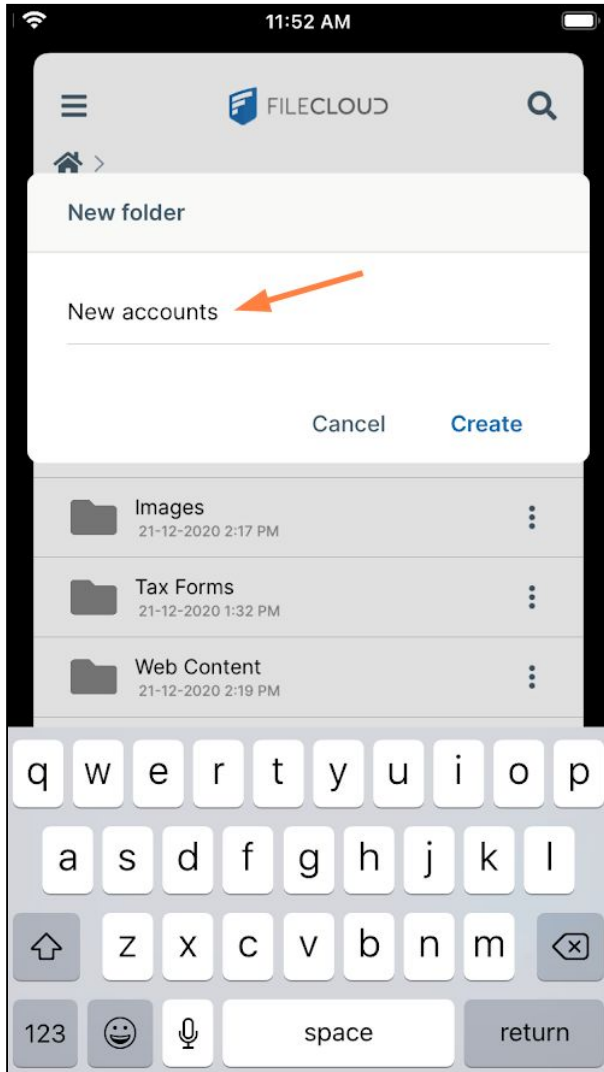 11:52 AM
FILECLOUD
New folder
New accounts
Cancel Create
Images
21-12-2020 2:17 PM
Tax Forms
21-12-2020 1:32 PM
Web Content
21-12-2020 2:19 PM
q w e r t y u i o p
a s d f g h j k l
z x c v b n m
123 space return